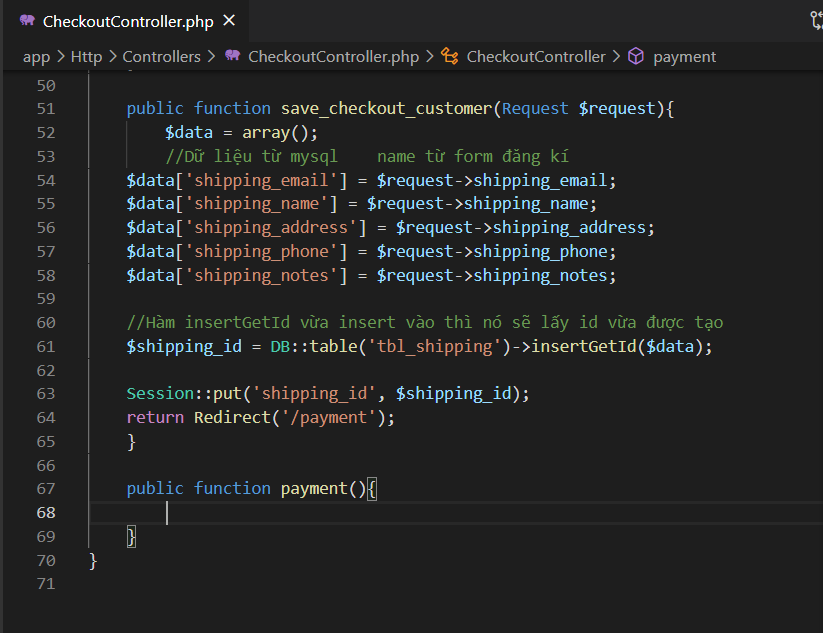 CheckoutController.php ×
app > Http > Controllers > CheckoutController.php > CheckoutController > payment
50
51 public function save_checkout_customer(Request $request){
52 $data = array();
53 //Dữ liệu từ mysql    name từ form đăng kí
54 $data['shipping_email'] = $request->shipping_email;
55 $data['shipping_name'] = $request->shipping_name;
56 $data['shipping_address'] = $request->shipping_address;
57 $data['shipping_phone'] = $request->shipping_phone;
58 $data['shipping_notes'] = $request->shipping_notes;
59
60 //Hàm insertGetId vừa insert vào thì nó sẽ lấy id vừa được tạo
61 $shipping_id = DB::table('tbl_shipping')->insertGetId($data);
62
63 Session::put('shipping_id', $shipping_id);
64 return Redirect('/payment');
65 }
66
67 public function payment(){
68
69 }
70 }
71